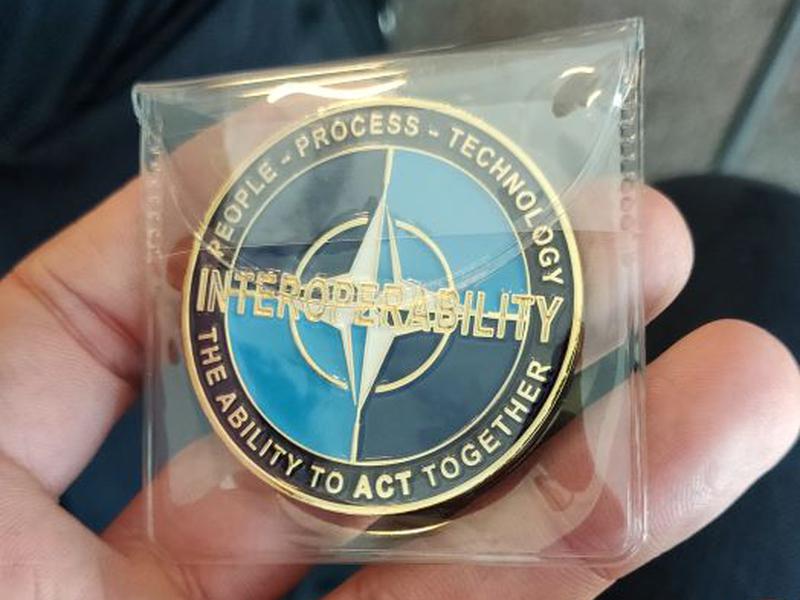 PEOPLE - PROCESS - TECHNOLOGY
INTEROPERABILITY
THE ABILITY TO ACT TOGETHER